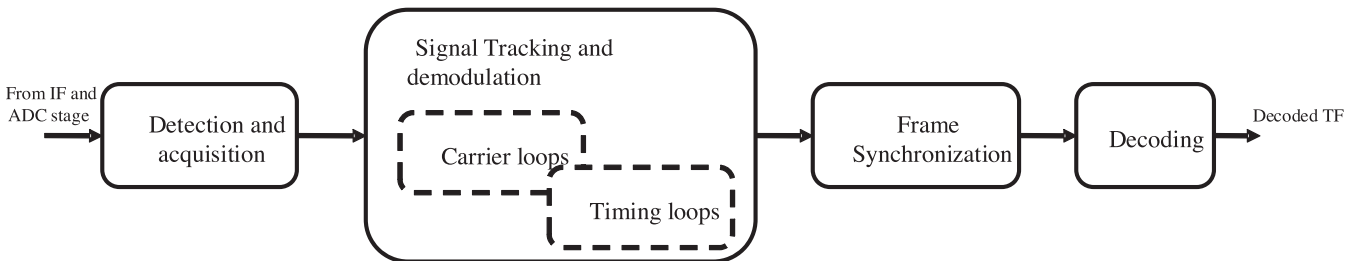 From IF and
ADC stage
Detection and
acquisition
Signal Tracking and
demodulation
Carrier loops
Timing loops
Frame
Synchronization
Decoding
Decoded TF